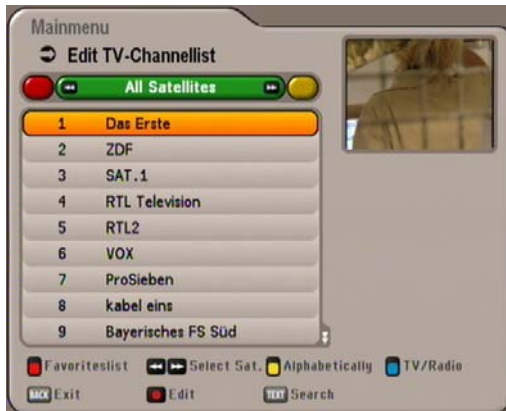 Mainmenu
Edit TV-Channellist
All Satellites
1 Das Erste
2 ZDF
3 SAT.1
4 RTL Television
5 RTL2
6 VOX
7 ProSieben
8 kabel eins
9 Bayerisches FS Süd
Favoriteslist Select Sat. Alphabetically TV/Radio
BACK Exit Edit TEXT Search